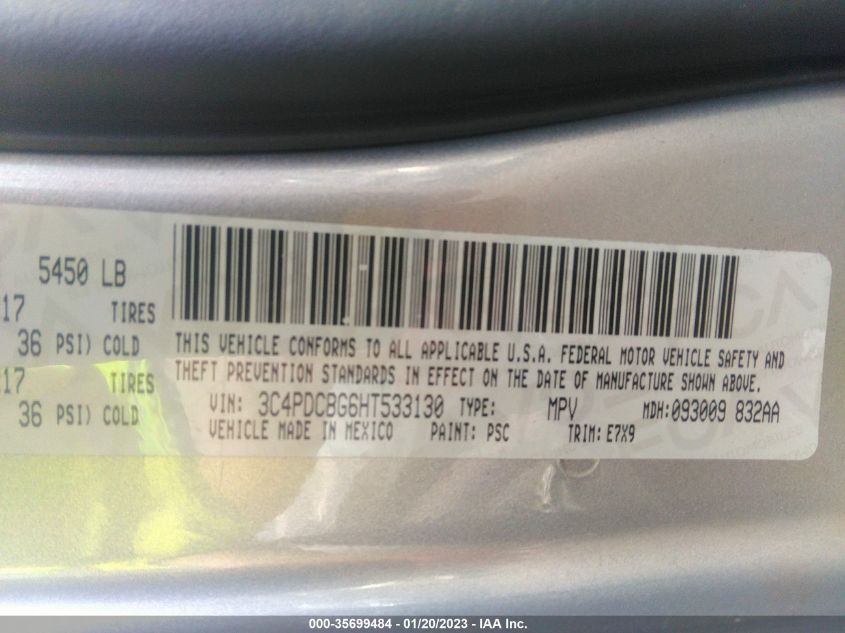 5450 LB
17 TIRES
36 PSI) COLD
17 TIRES
36 PSI) COLD
THIS VEHICLE CONFORMS TO ALL APPLICABLE U.S.A. FEDERAL MOTOR VEHICLE SAFETY AND
THEFT PREVENTION STANDARDS IN EFFECT ON THE DATE OF MANUFACTURE SHOWN ABOVE.
VIN: 3C4PDCBG6HT533130 TYPE: MPV MDH:093009 832AA
VEHICLE MADE IN MEXICO PAINT: PSC TRIM: E7X9
000-35699484 - 01/20/2023 - IAA Inc.